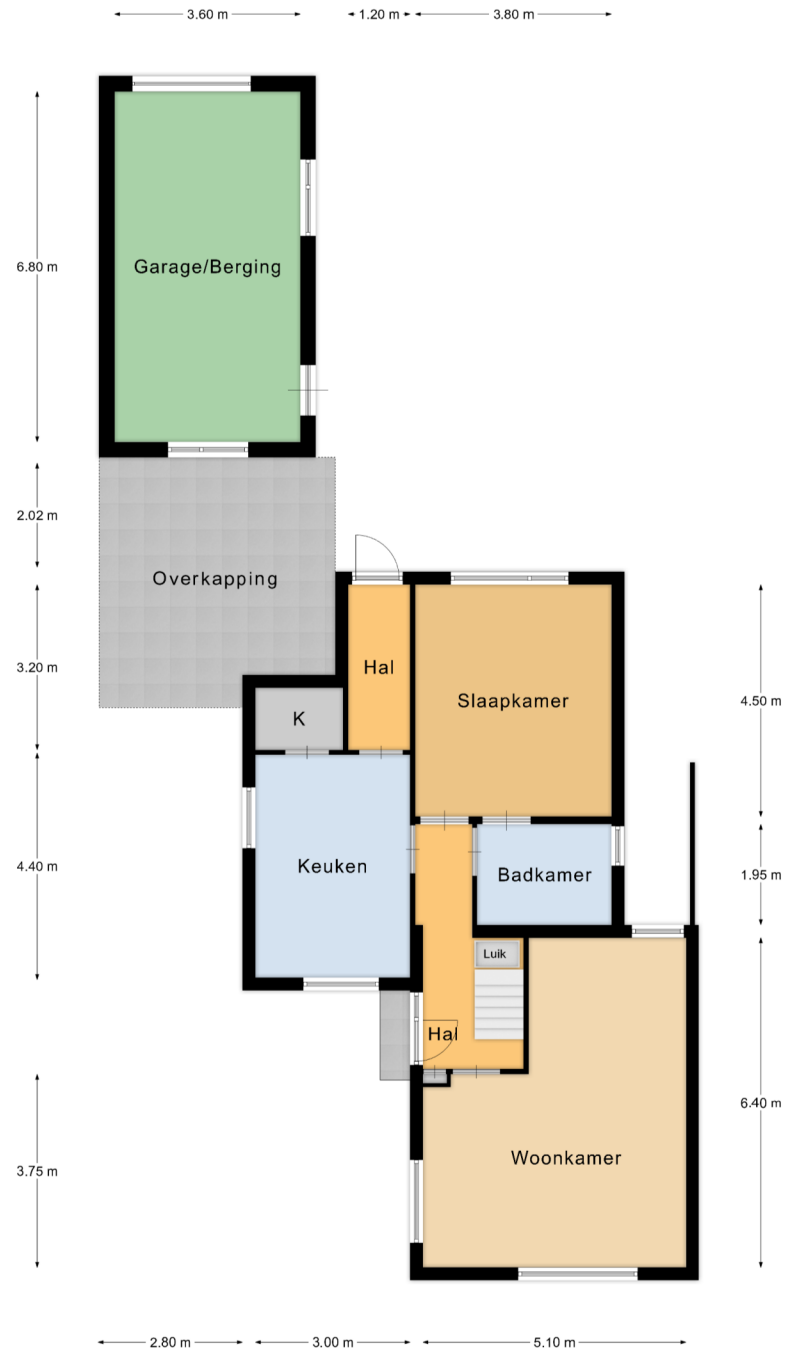 3.60 m
1.20 m
3.80 m
Garage/Berging
6.80 m
2.02 m
Overkapping
3.20 m
Hal
Slaapkamer
4.50 m
K
4.40 m
Keuken
Badkamer
1.95 m
Luik
Hal
6.40 m
3.75 m
Woonkamer
2.80 m
3.00 m
5.10 m